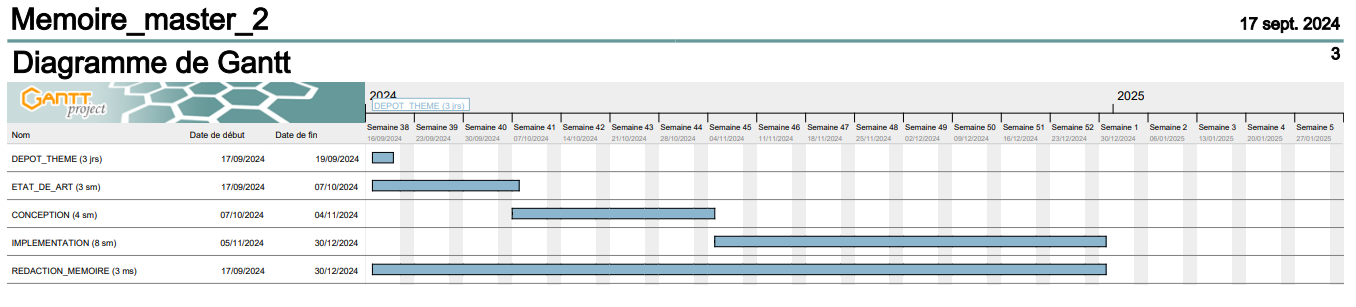 Memoire_master_2
17 sept. 2024
Diagramme de Gantt
3
GANTT project
2024 2025
DEPOT_THEME (3 jrs)
Nom Date de début Date de fin
Semaine 38 Semaine 39 Semaine 40 Semaine 41 Semaine 42 Semaine 43 Semaine 44 Semaine 45 Semaine 46 Semaine 47 Semaine 48 Semaine 49 Semaine 50 Semaine 51 Semaine 52 Semaine 1 Semaine 2 Semaine 3 Semaine 4 Semaine 5
16/09/2024 23/09/2024 30/09/2024 07/10/2024 14/10/2024 21/10/2024 28/10/2024 04/11/2024 11/11/2024 18/11/2024 25/11/2024 02/12/2024 09/12/2024 16/12/2024 23/12/2024 30/12/2024 06/01/2025 13/01/2025 20/01/2025 27/01/2025
DEPOT_THEME (3 jrs) 17/09/2024 19/09/2024
ETAT_DE_ART (3 sm) 17/09/2024 07/10/2024
CONCEPTION (4 sm) 07/10/2024 04/11/2024
IMPLEMENTATION (8 sm) 05/11/2024 30/12/2024
REDACTION_MEMOIRE (3 ms) 17/09/2024 30/12/2024